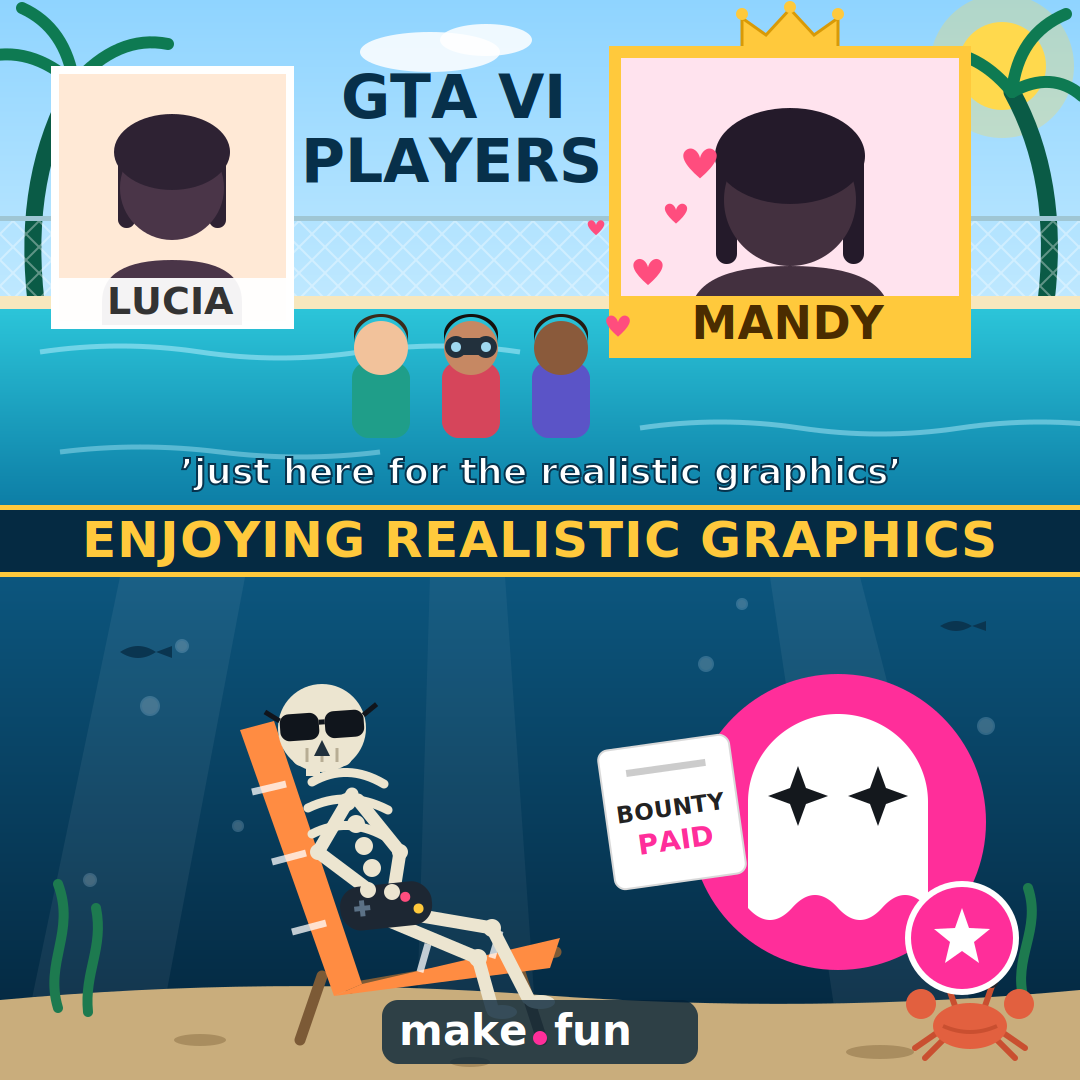 GTA VI
PLAYERS
LUCIA
MANDY
’just here for the realistic graphics’
ENJOYING REALISTIC GRAPHICS
BOUNTY
PAID
make.fun